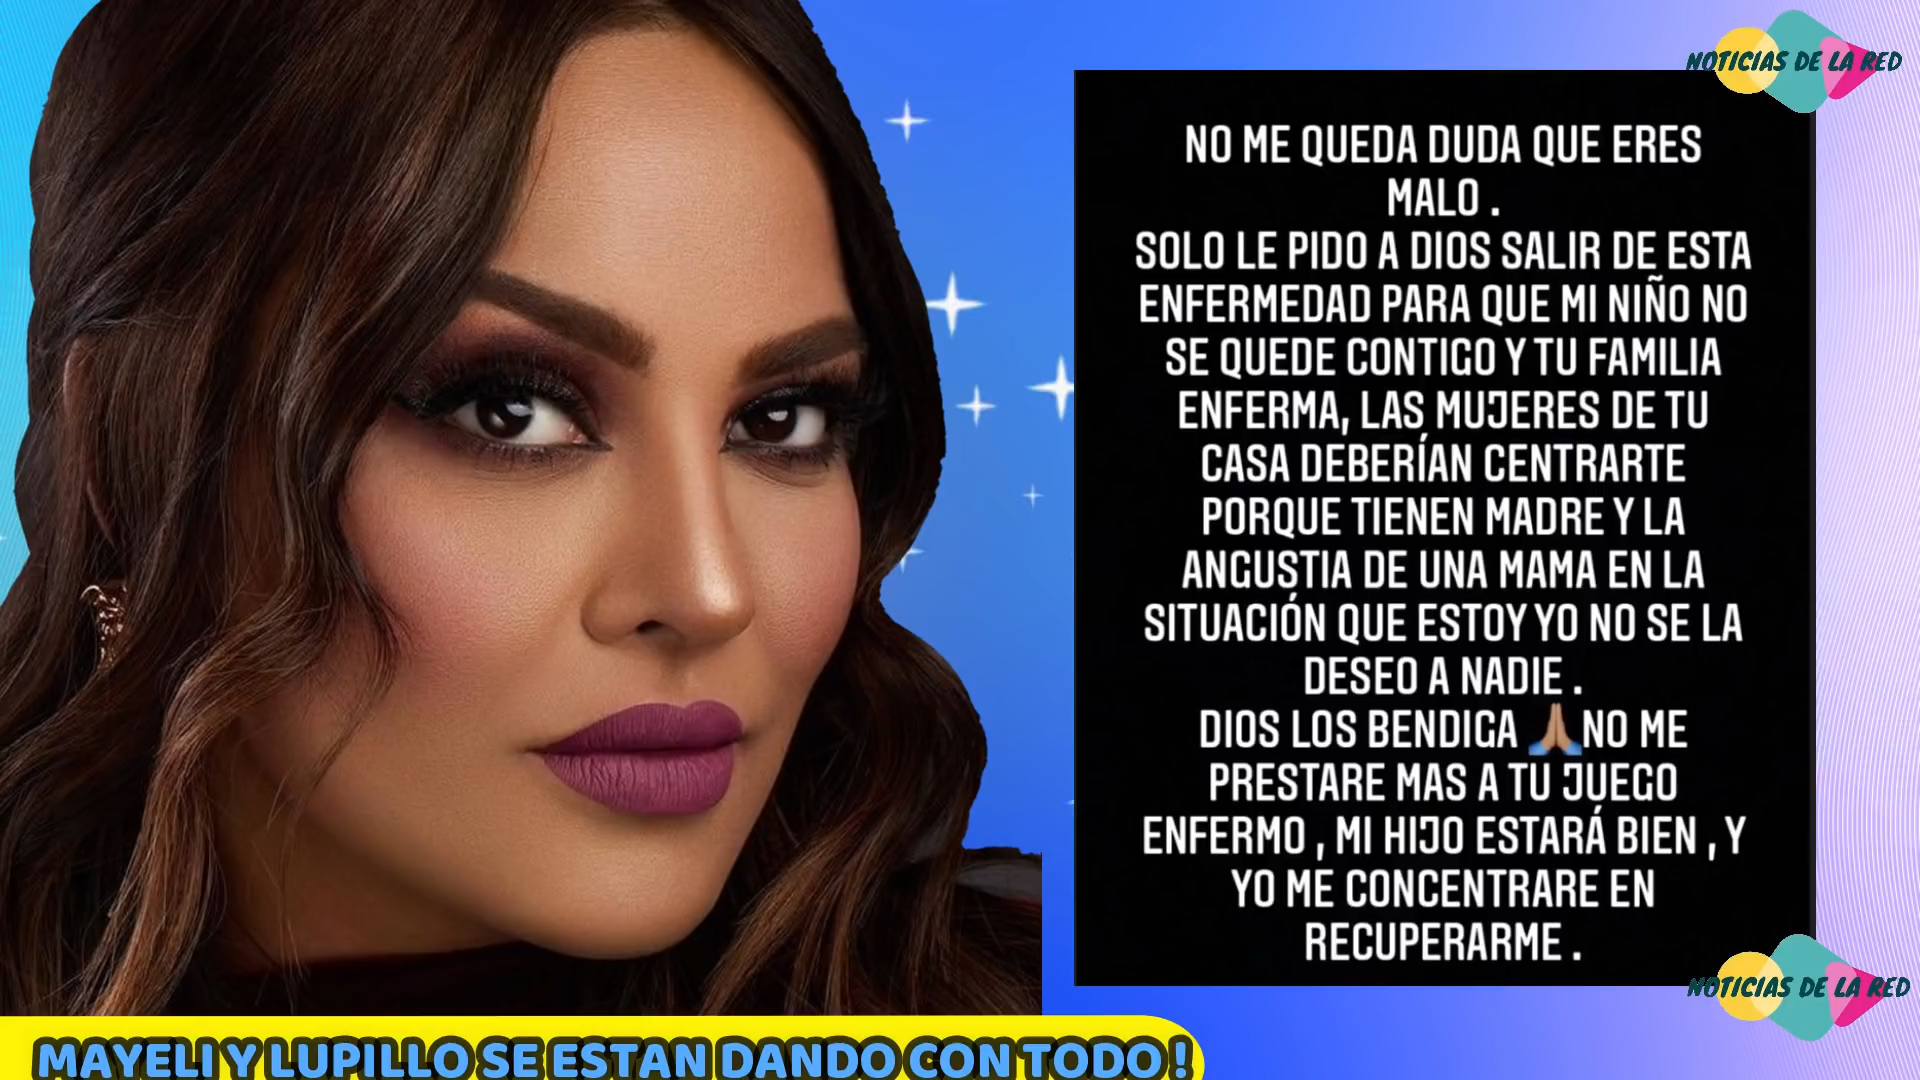 NOTICIAS DE LA RED
NO ME QUEDA DUDA QUE ERES
MALO .
SOLO LE PIDO A DIOS SALIR DE ESTA
ENFERMEDAD PARA QUE MI NIÑO NO
SE QUEDE CONTIGO Y TU FAMILIA
ENFERMA, LAS MUJERES DE TU
CASA DEBERÍAN CENTRARTE
PORQUE TIENEN MADRE Y LA
ANGUSTIA DE UNA MAMA EN LA
SITUACIÓN QUE ESTOY YO NO SE LA
DESEO A NADIE .
DIOS LOS BENDIGA 🙏🏽NO ME
PRESTARE MAS A TU JUEGO
ENFERMO , MI HIJO ESTARÁ BIEN , Y
YO ME CONCENTRARE EN
RECUPERARME .
NOTICIAS DE LA RED
MAYELI Y LUPILLO SE ESTAN DANDO CON TODO !